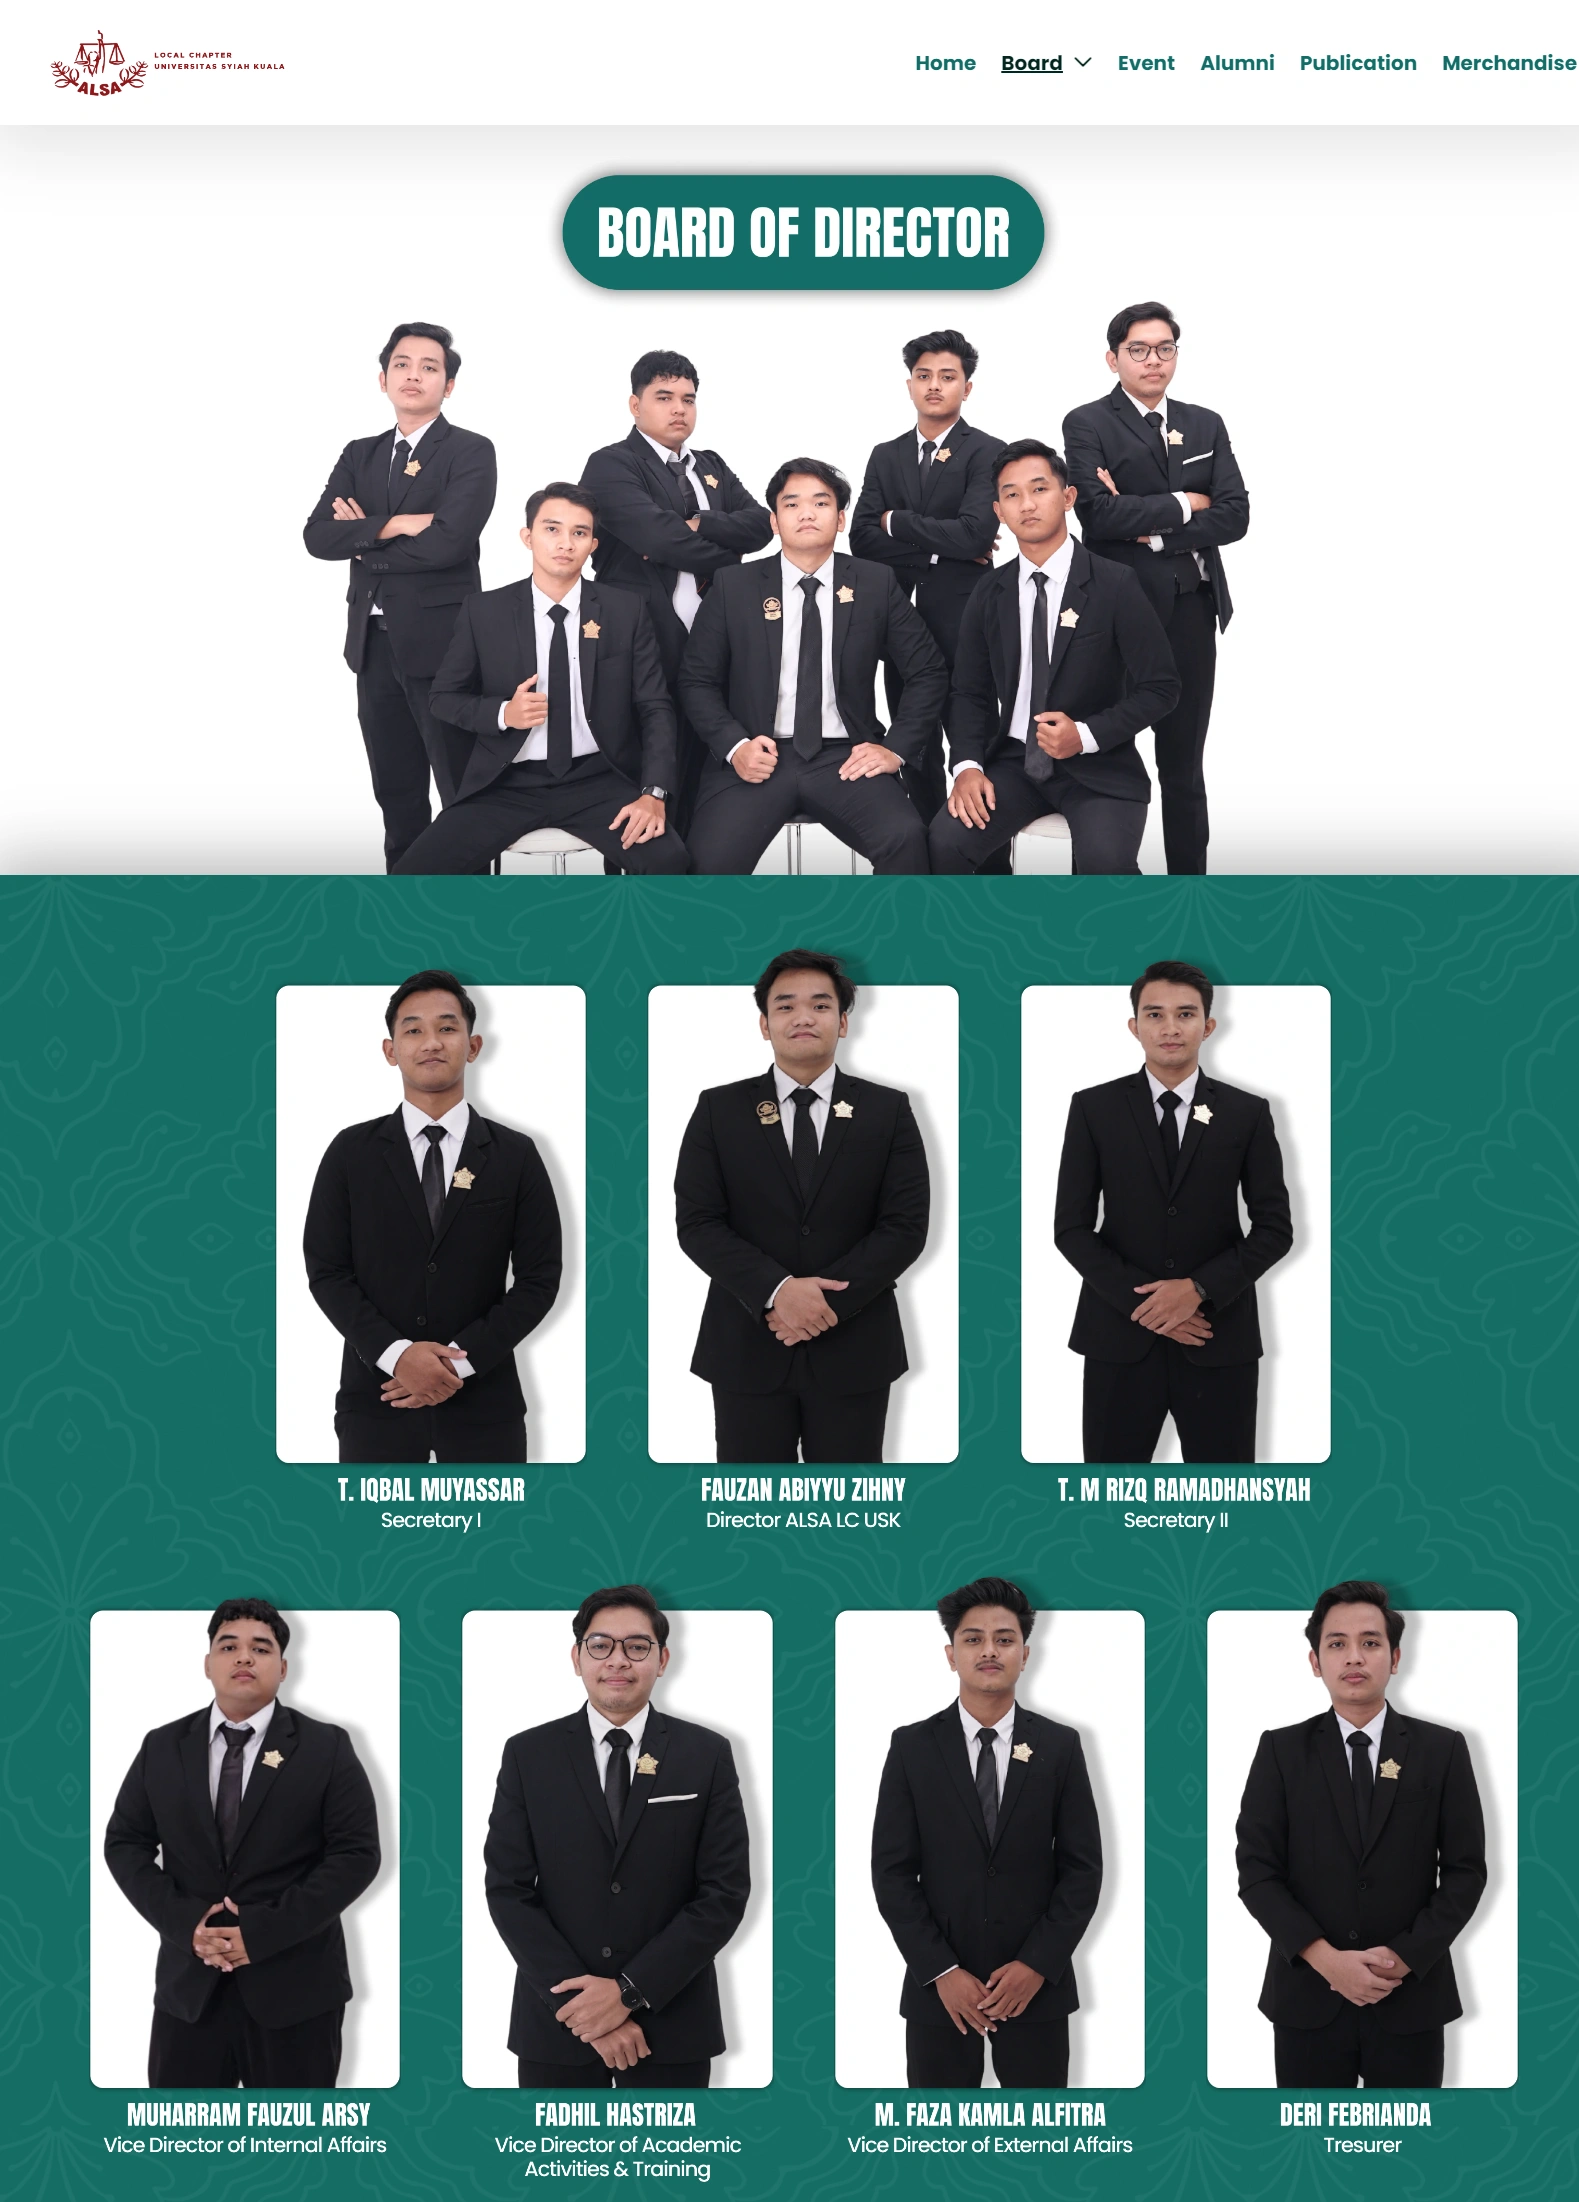 LOCAL CHAPTER
UNIVERSITAS SYIAH KUALA
ALSA
Home Board Event Alumni Publication Merchandise
BOARD OF DIRECTOR
T. IQBAL MUYASSAR
Secretary I
FAUZAN ABIYYU ZIHNY
Director ALSA LC USK
T. M RIZQ RAMADHANSYAH
Secretary II
MUHARRAM FAUZUL ARSY
Vice Director of Internal Affairs
FADHIL HASTRIZA
Vice Director of Academic
Activities & Training
M. FAZA KAMLA ALFITRA
Vice Director of External Affairs
DERI FEBRIANDA
Tresurer